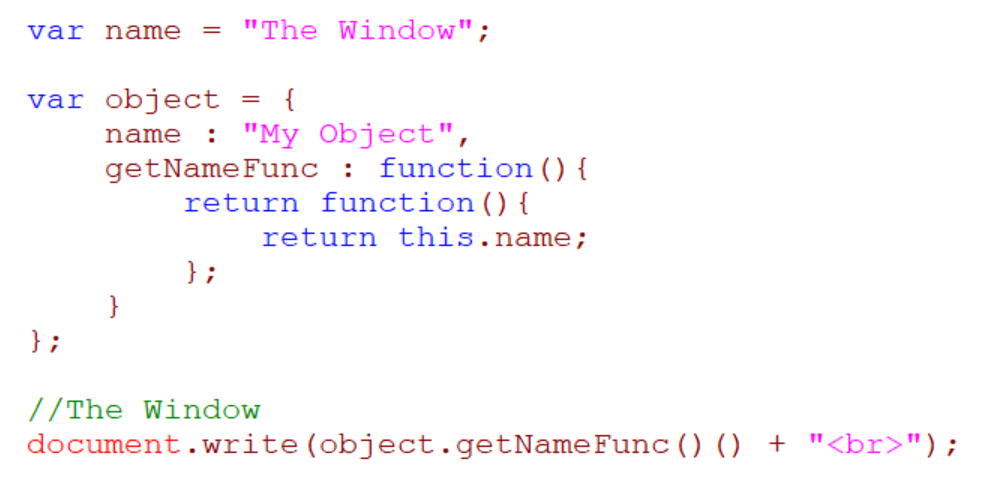 var name = "The Window";

var object = {
    name : "My Object",
    getNameFunc : function(){
        return function(){
            return this.name;
        };
    }
};

//The Window
document.write(object.getNameFunc()() + "<br>");